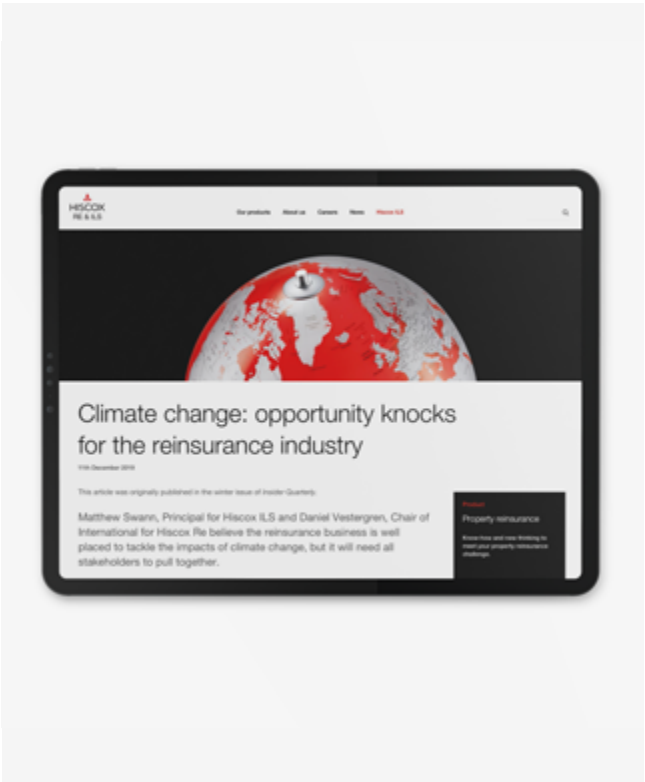 HISCOX
RE & ILS
Our products About us Careers News Hiscox ILS
Climate change: opportunity knocks
for the reinsurance industry
11th December 2019
This article was originally published in the winter issue of Insider Quarterly.
Matthew Swann, Principal for Hiscox ILS and Daniel Vestergren, Chair of
International for Hiscox Re believe the reinsurance business is well
placed to tackle the impacts of climate change, but it will need all
stakeholders to pull together.
Product
Property reinsurance
Know-how and new thinking to
meet your property reinsurance
challenge.